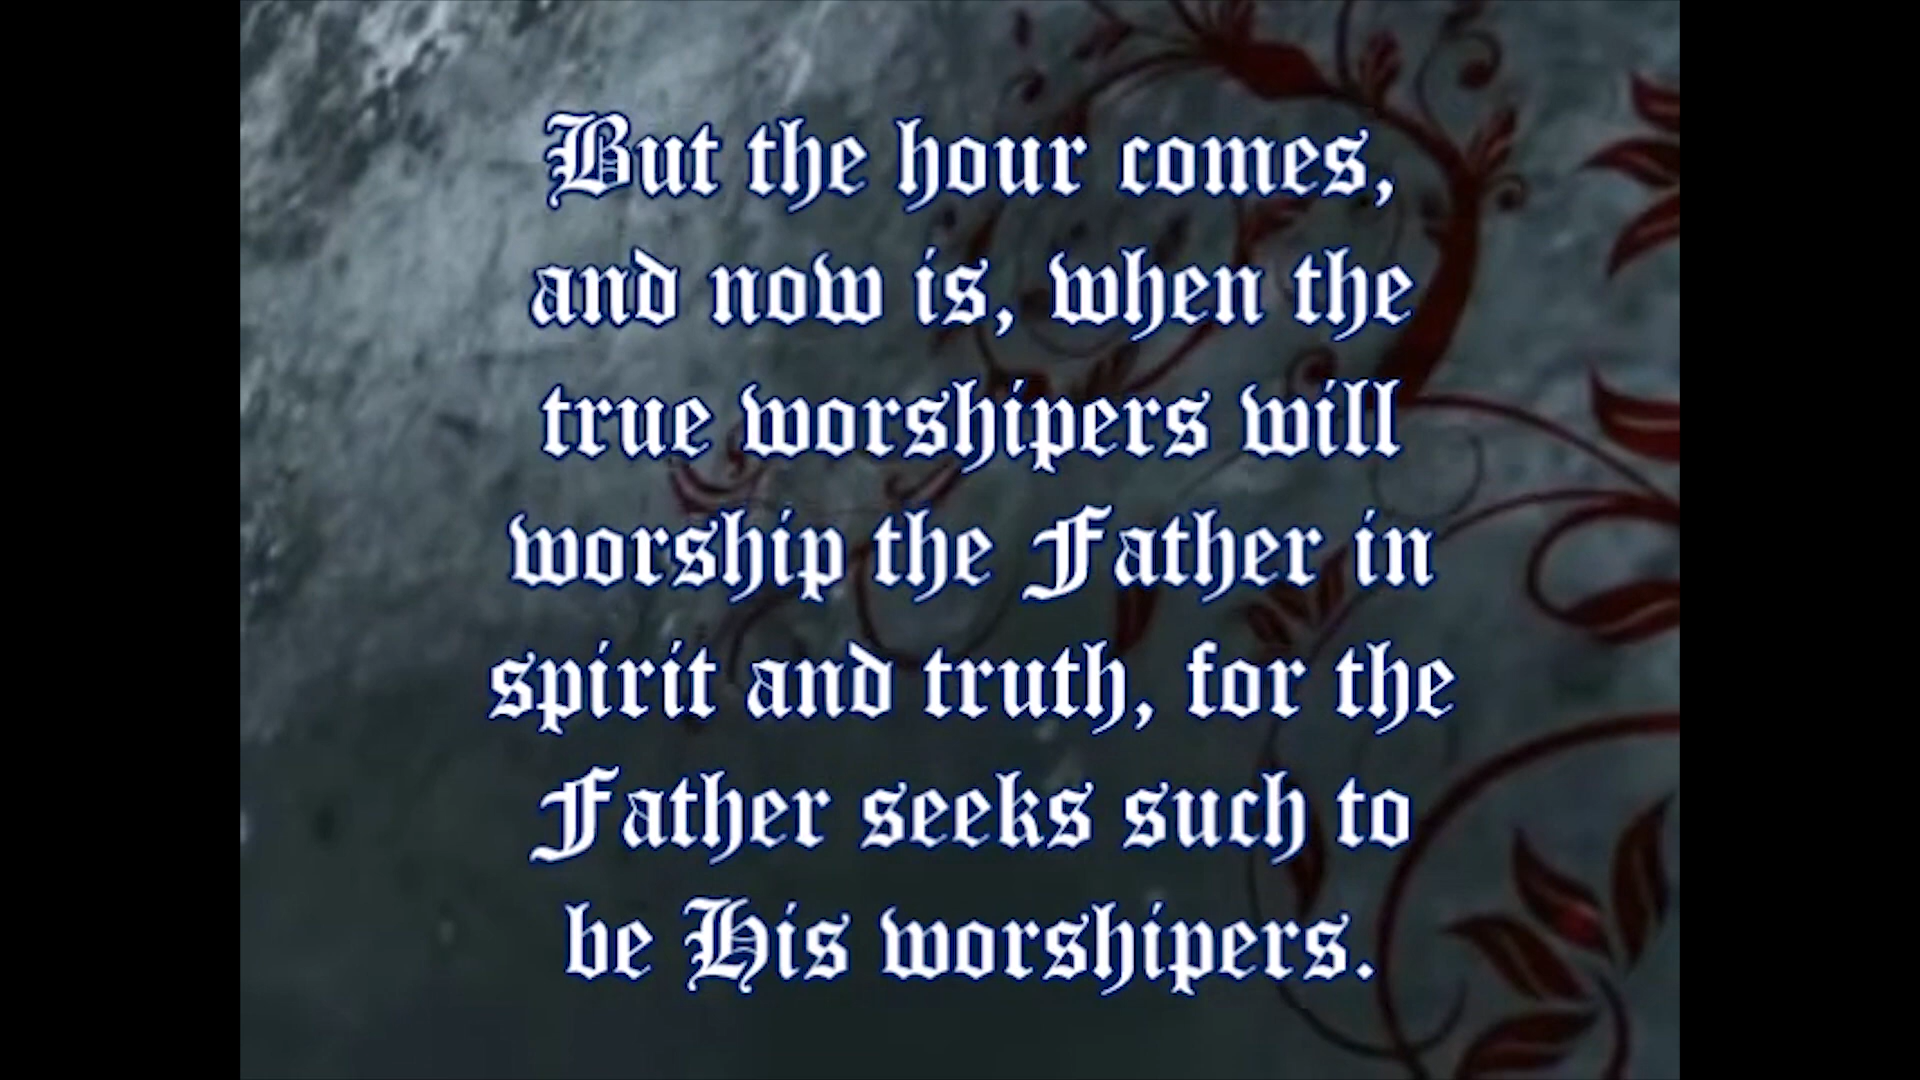 But the hour comes,
and now is, when the
true worshipers will
worship the Father in
spirit and truth, for the
Father seeks such to
be His worshipers.